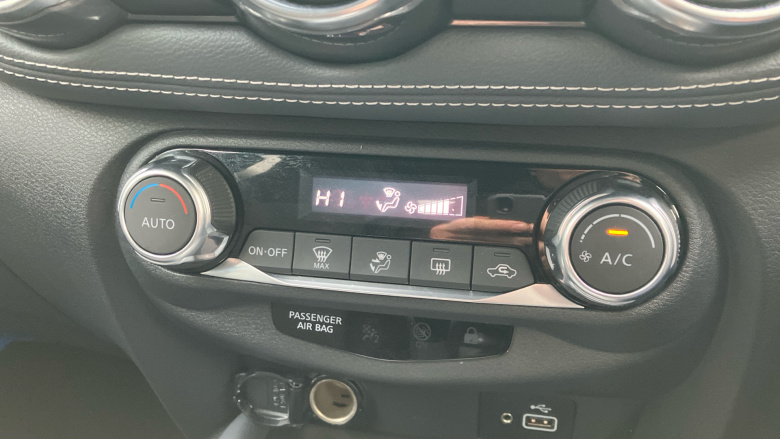 HI
AUTO
ON·OFF
MAX
A/C
PASSENGER
AIR BAG